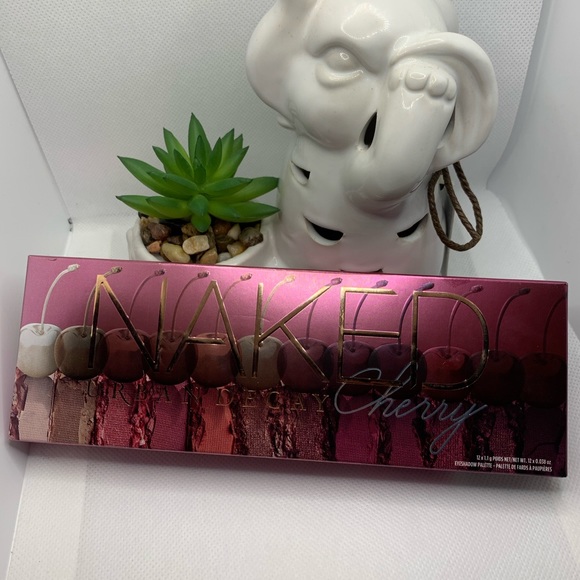 NAKED
URBAN DECAY
Cherry
12 x 1.1 g POIDS NET/NET WT. 12 x 0.038 oz
EYESHADOW PALETTE – PALETTE DE FARDS À PAUPIÈRES